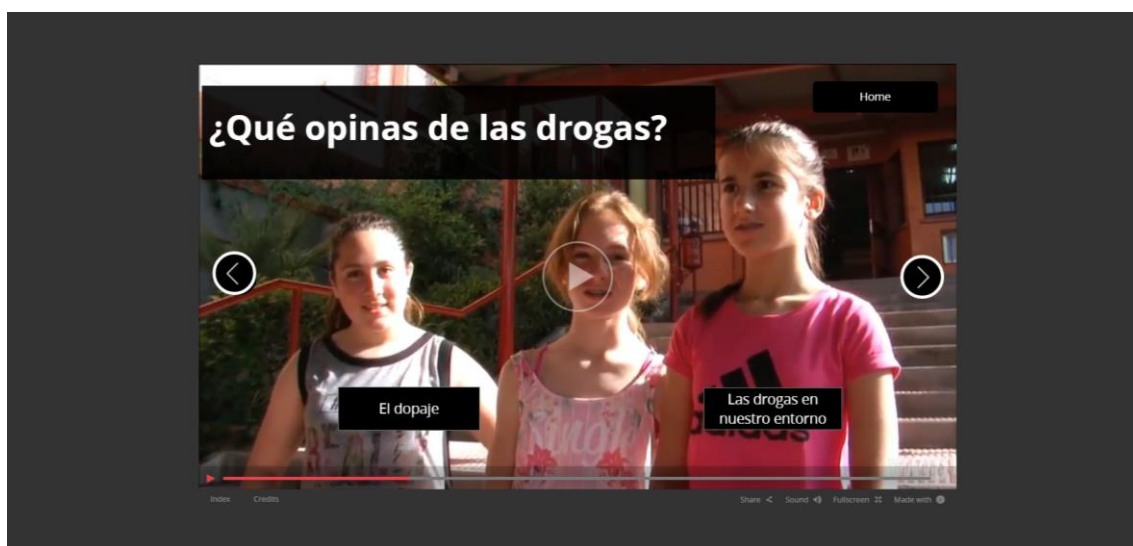 ¿Qué opinas de las drogas?
Home
El dopaje
Las drogas en
nuestro entorno
adidas
Index
Credits
Share
Sound
Fullscreen
Made with